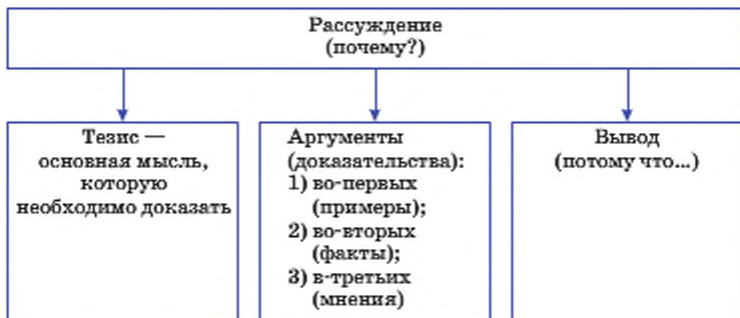 Рассуждение
(почему?)
Тезис —
основная мысль,
которую
необходимо доказать
Аргументы
(доказательства):
1) во-первых
(примеры);
2) во-вторых
(факты);
3) в-третьих
(мнения)
Вывод
(потому что...)